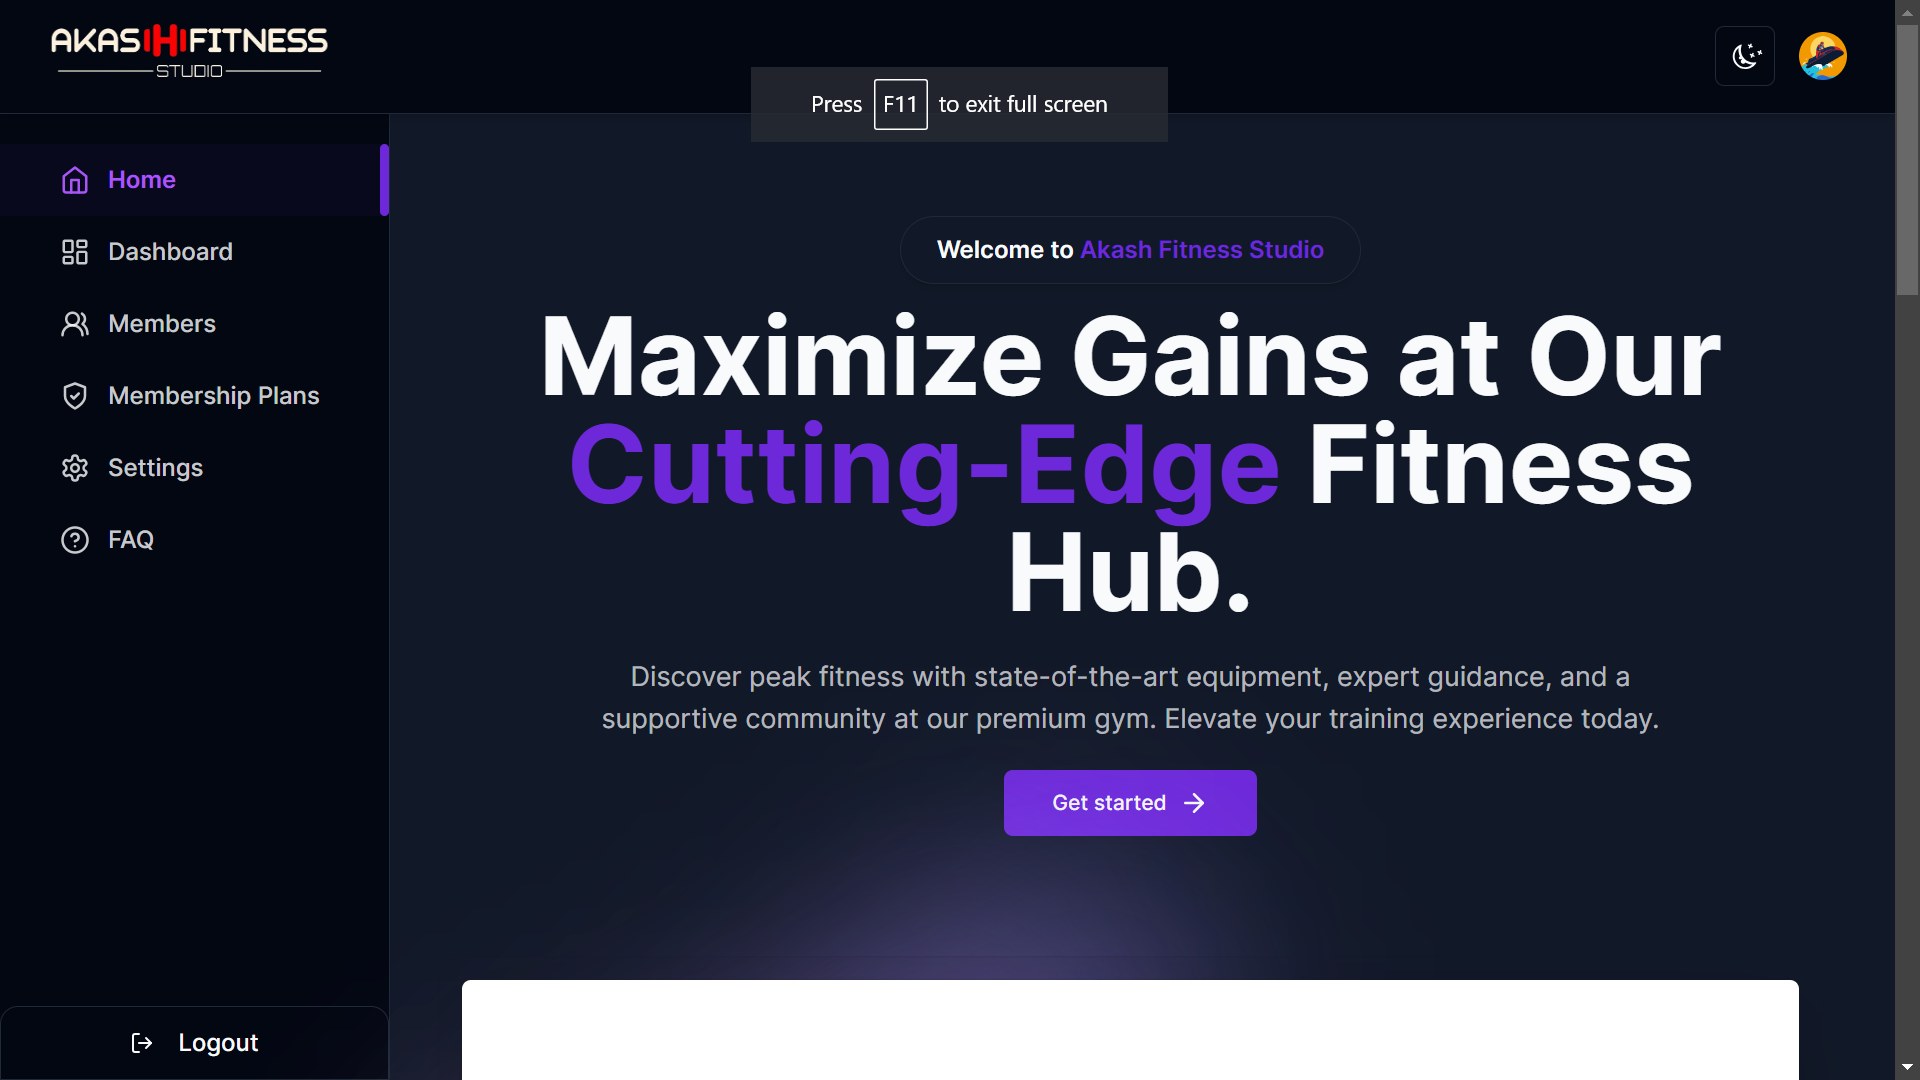 AKASHFITNESS
STUDIO
Press F11 to exit full screen
Home
Dashboard
Members
Membership Plans
Settings
FAQ
Logout
Welcome to Akash Fitness Studio
Maximize Gains at Our
Cutting-Edge Fitness
Hub.
Discover peak fitness with state-of-the-art equipment, expert guidance, and a
supportive community at our premium gym. Elevate your training experience today.
Get started